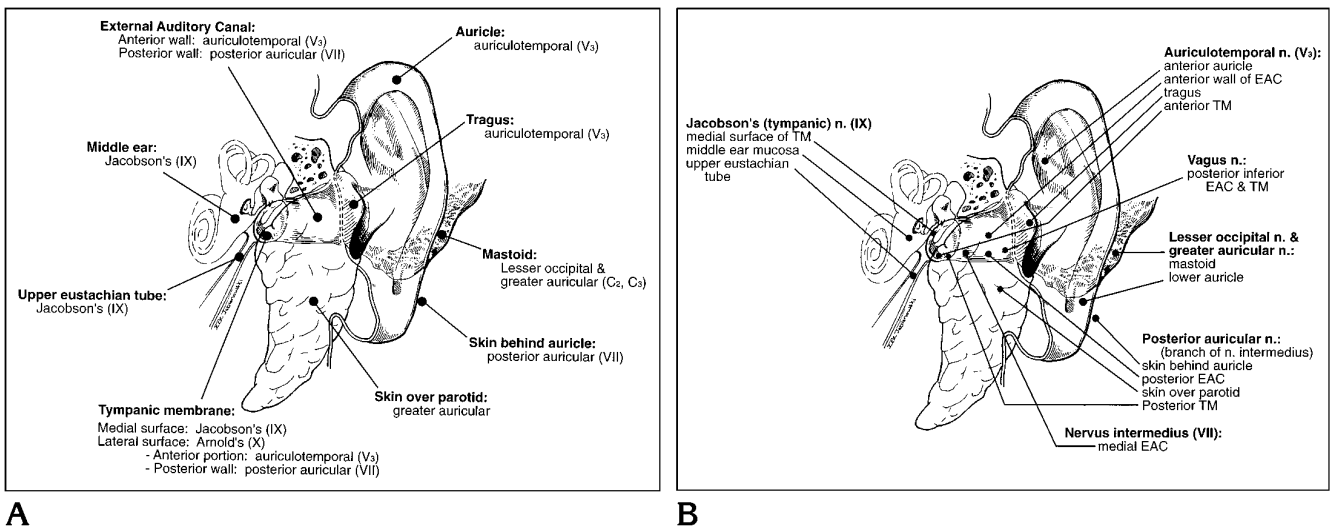 External Auditory Canal:
Anterior wall: auriculotemporal (V₃)
Posterior wall: posterior auricular (VII)
Auricle:
auriculotemporal (V₃)
Tragus:
auriculotemporal (V₃)
Middle ear:
Jacobson's (IX)
Mastoid:
Lesser occipital &
greater auricular (C₂, C₃)
Upper eustachian tube:
Jacobson's (IX)
Skin behind auricle:
posterior auricular (VII)
Skin over parotid:
greater auricular
Tympanic membrane:
Medial surface: Jacobson's (IX)
Lateral surface: Arnold's (X)
- Anterior portion: auriculotemporal (V₃)
- Posterior wall: posterior auricular (VII)
A
Auriculotemporal n. (V₃):
anterior auricle
anterior wall of EAC
tragus
anterior TM
Jacobson's (tympanic) n. (IX)
medial surface of TM
middle ear mucosa
upper eustachian
tube
Vagus n.:
posterior inferior
EAC & TM
Lesser occipital n. &
greater auricular n.:
mastoid
lower auricle
Posterior auricular n.:
(branch of n. intermedius)
skin behind auricle
posterior EAC
skin over parotid
Posterior TM
Nervus intermedius (VII):
medial EAC
B